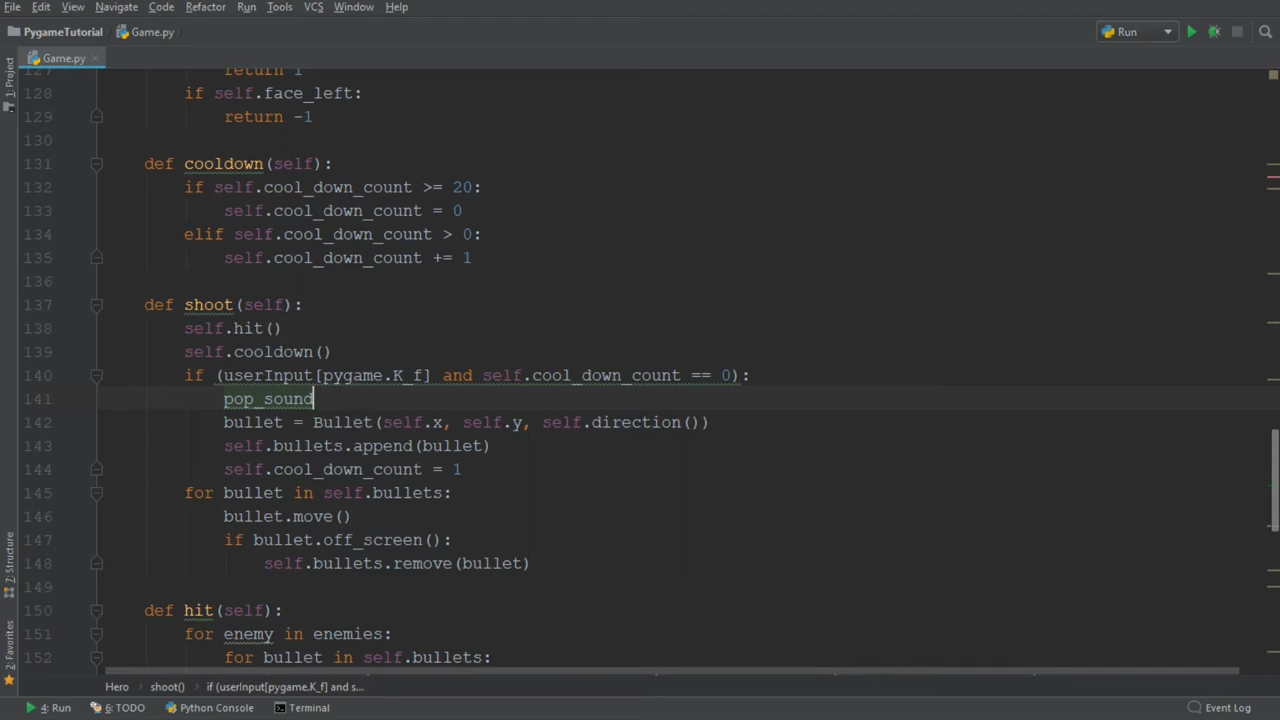 File Edit View Navigate Code Refactor Run Tools VCS Window Help
PygameTutorial Game.py Run
Game.py
1: Project
127 return 1
128 if self.face_left:
129 return -1
130
131 def cooldown(self):
132 if self.cool_down_count >= 20:
133 self.cool_down_count = 0
134 elif self.cool_down_count > 0:
135 self.cool_down_count += 1
136
137 def shoot(self):
138 self.hit()
139 self.cooldown()
140 if (userInput[pygame.K_f] and self.cool_down_count == 0):
141 pop_sound
142 bullet = Bullet(self.x, self.y, self.direction())
143 self.bullets.append(bullet)
144 self.cool_down_count = 1
145 for bullet in self.bullets:
146 bullet.move()
147 if bullet.off_screen():
148 self.bullets.remove(bullet)
149
150 def hit(self):
151 for enemy in enemies:
152 for bullet in self.bullets:
7: Structure
2: Favorites
Hero shoot() if (userInput[pygame.K_f] and s...
4: Run 6: TODO Python Console Terminal Event Log